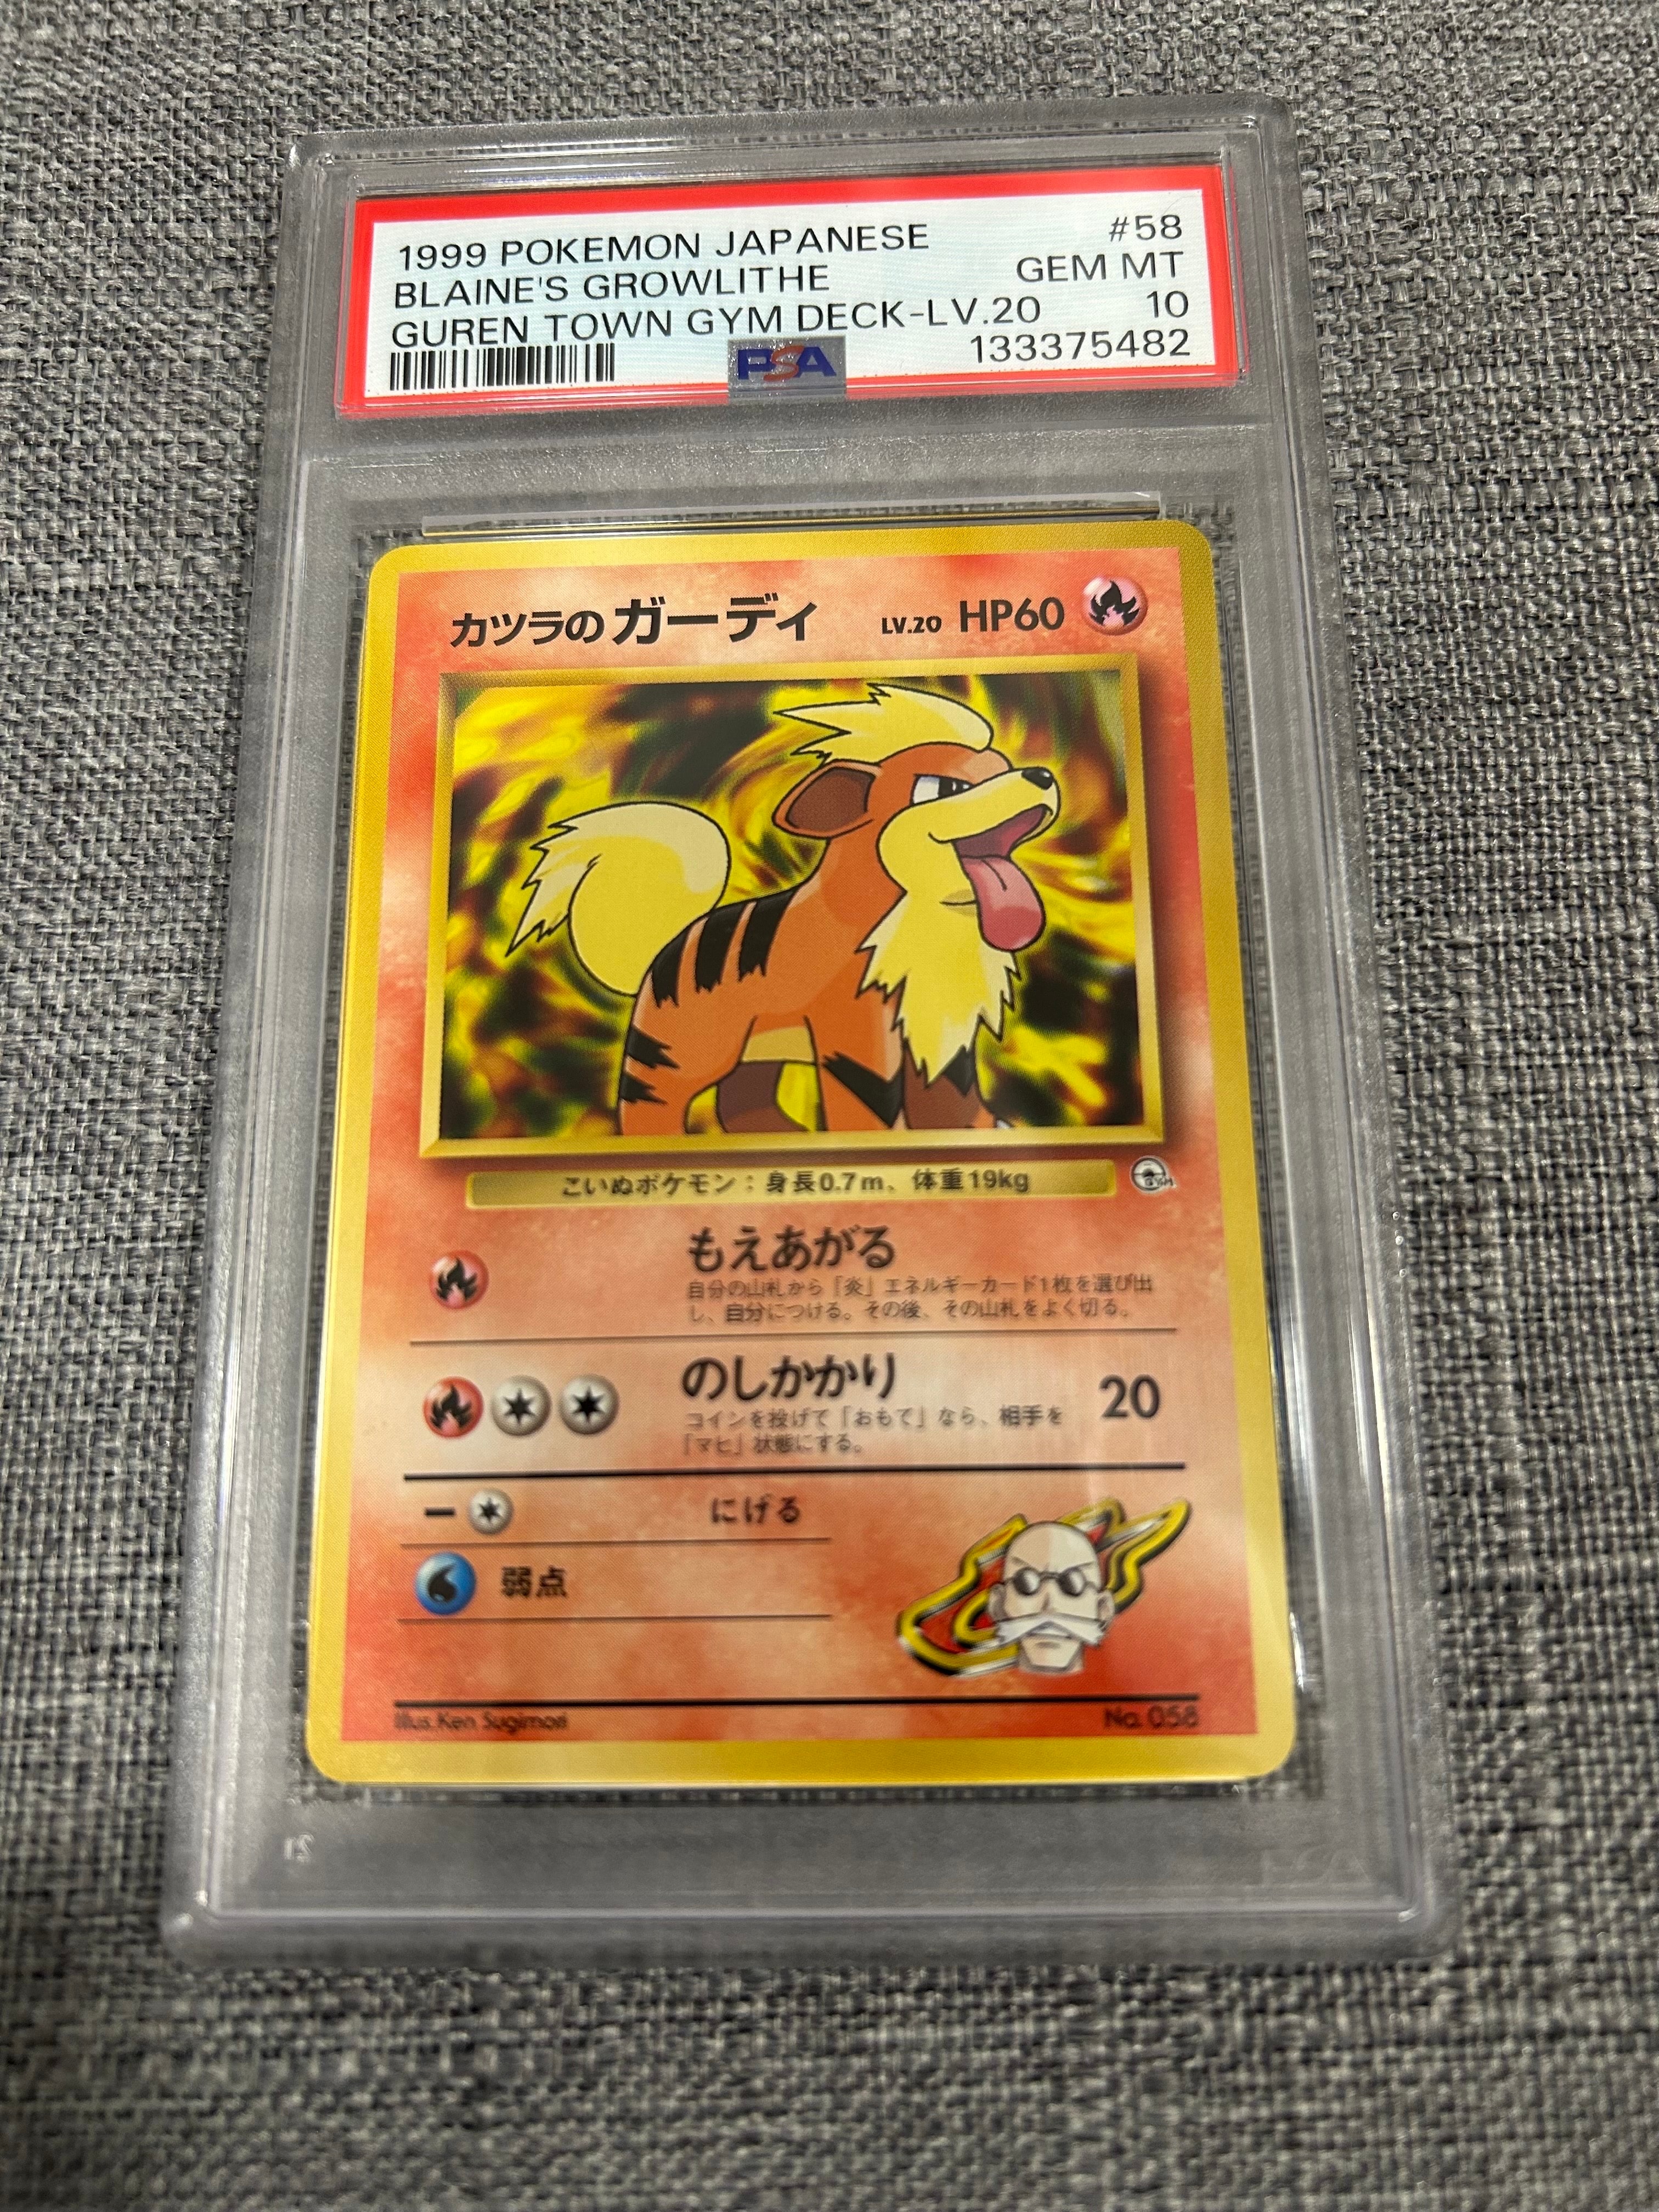 1999 POKEMON JAPANESE #58
BLAINE'S GROWLITHE GEM MT
GUREN TOWN GYM DECK-LV.20 10
PSA 133375482
カツラのガーディ LV.20 HP60
こいぬポケモン：身長0.7m、体重19kg
もえあがる
自分の山札から「炎」エネルギーカード1枚を選び出
し、自分につける。その後、その山札をよく切る。
のしかかり 20
コインを投げて「おもて」なら、相手を
「マヒ」状態にする。
にげる
弱点
Illus.Ken Sugimori No.058